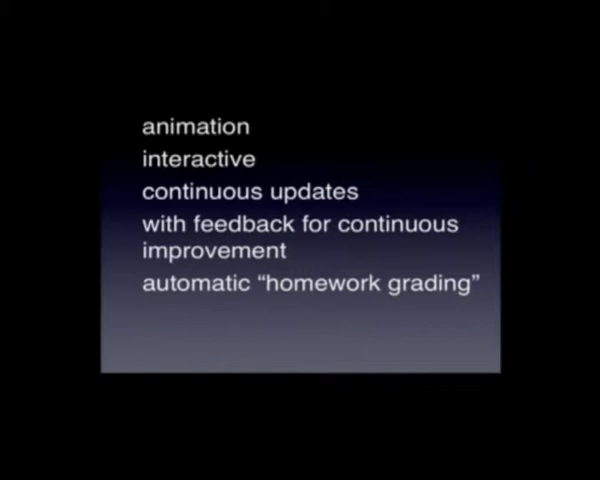 animation
interactive
continuous updates
with feedback for continuous
improvement
automatic “homework grading”